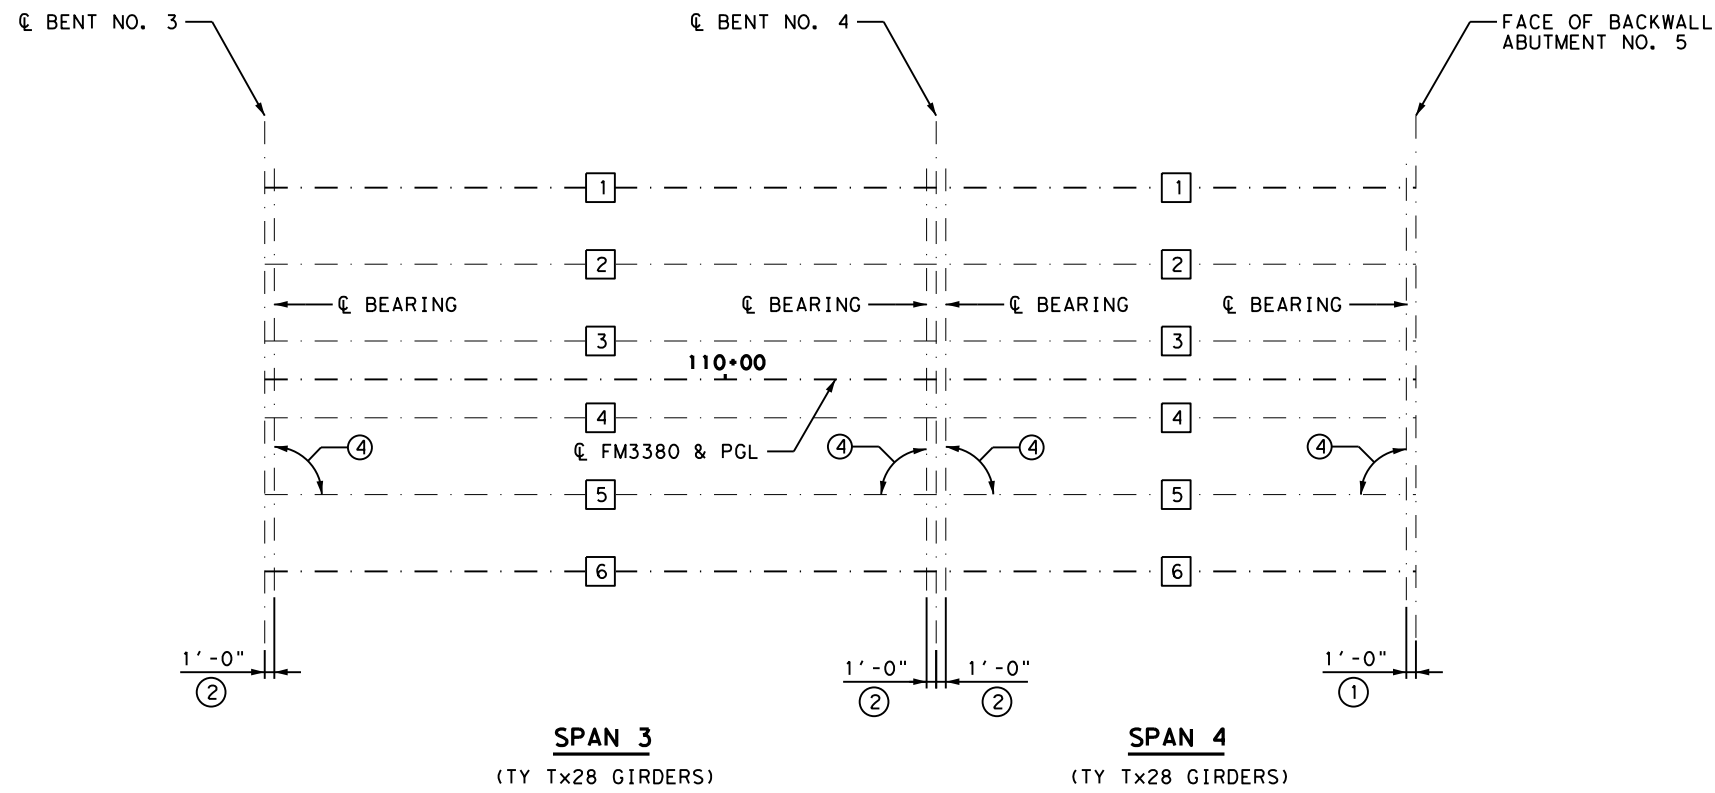 ℄ BENT NO. 3
℄ BENT NO. 4
FACE OF BACKWALL
ABUTMENT NO. 5
1
1
2
2
℄ BEARING
℄ BEARING
℄ BEARING
℄ BEARING
3
3
110+00
4
4
4
℄ FM3380 & PGL
4
4
4
5
5
6
6
1'-0"
2
1'-0"
2
1'-0"
2
1'-0"
1
SPAN 3
(TY Tx28 GIRDERS)
SPAN 4
(TY Tx28 GIRDERS)